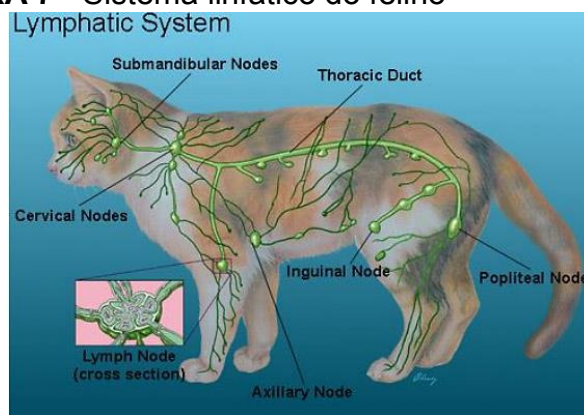 Sistema linfático do felino
Lymphatic System
Submandibular Nodes
Thoracic Duct
Cervical Nodes
Inguinal Node
Popliteal Node
Lymph Node
(cross section)
Axillary Node